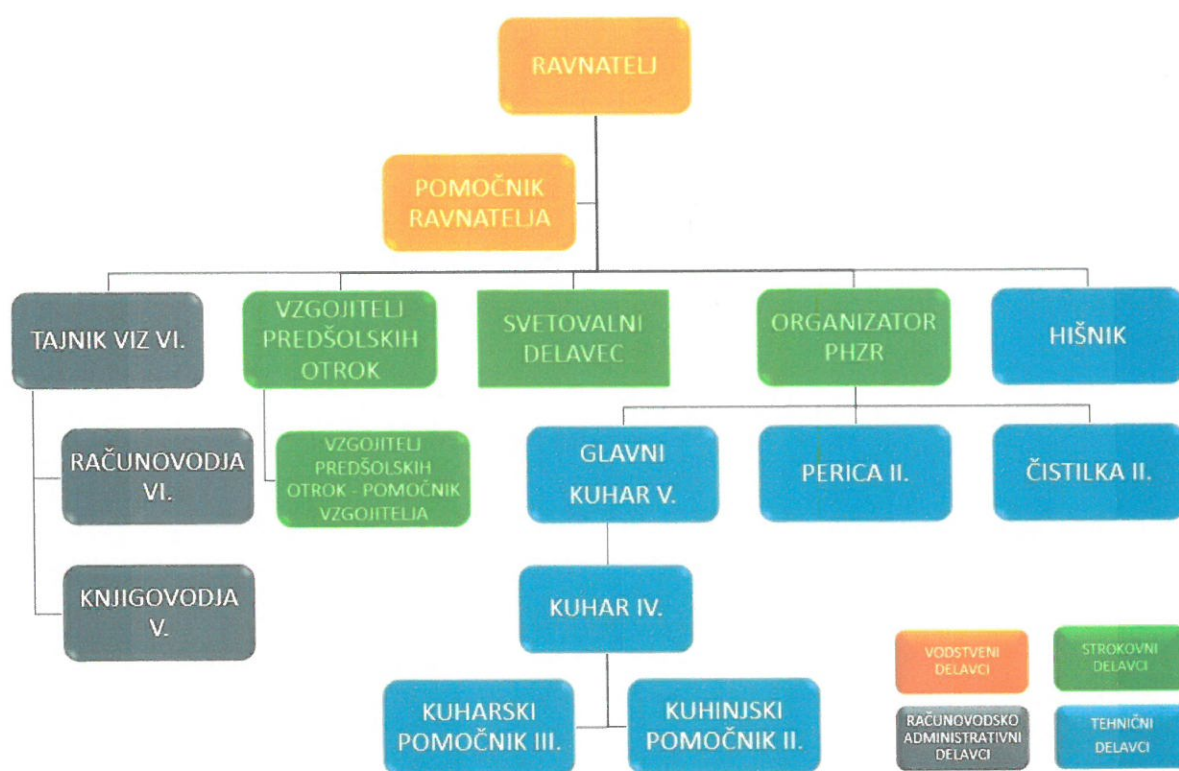 RAVNATELJ
POMOČNIK
RAVNATELJA
TAJNIK VIZ VI.
VZGOJITELJ
PREDŠOLSKIH
OTROK
SVETOVALNI
DELAVEC
ORGANIZATOR
PHZR
HIŠNIK
RAČUNOVODJA
VI.
VZGOJITELJ
PREDŠOLSKIH
OTROK - POMOČNIK
VZGOJITELJA
GLAVNI
KUHAR V.
PERICA II.
ČISTILKA II.
KNJIGOVODJA
V.
KUHAR IV.
KUHARSKI
POMOČNIK III.
KUHINJSKI
POMOČNIK II.
VODSTVENI
DELAVCI
STROKOVNI
DELAVCI
RAČUNOVODSKO
ADMINISTRATIVNI
DELAVCI
TEHNIČNI
DELAVCI